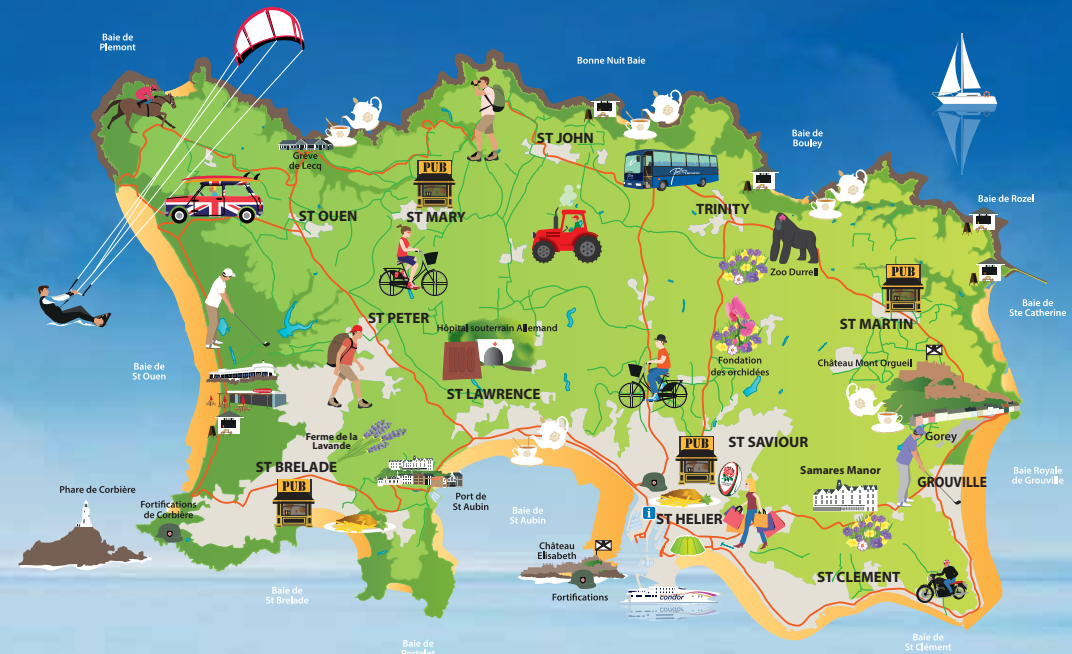 Baie de
Plemont
Bonne Nuit Baie
ST JOHN
Baie de
Bouley
Grève
de Lecq
PUB
ST OUEN
ST MARY
TRINITY
Baie de Rozel
Zoo Durrell
PUB
Baie de
Ste Catherine
ST PETER
ST MARTIN
Hôpital souterrain Allemand
Baie de
St Ouen
Fondation
des orchidées
Château Mont Orgueil
ST LAWRENCE
Ferme de la
Lavande
PUB
ST SAVIOUR
Gorey
ST BRELADE
Samares Manor
GROUVILLE
Baie Royale
de Grouville
PUB
Phare de Corbière
Fortifications
de Corbière
Port de
St Aubin
Baie de
St Aubin
i
ST HELIER
Château
Elisabeth
ST CLEMENT
Baie de
St Brelade
Fortifications
condor
Baie de
Portelet
Baie de
St Clément